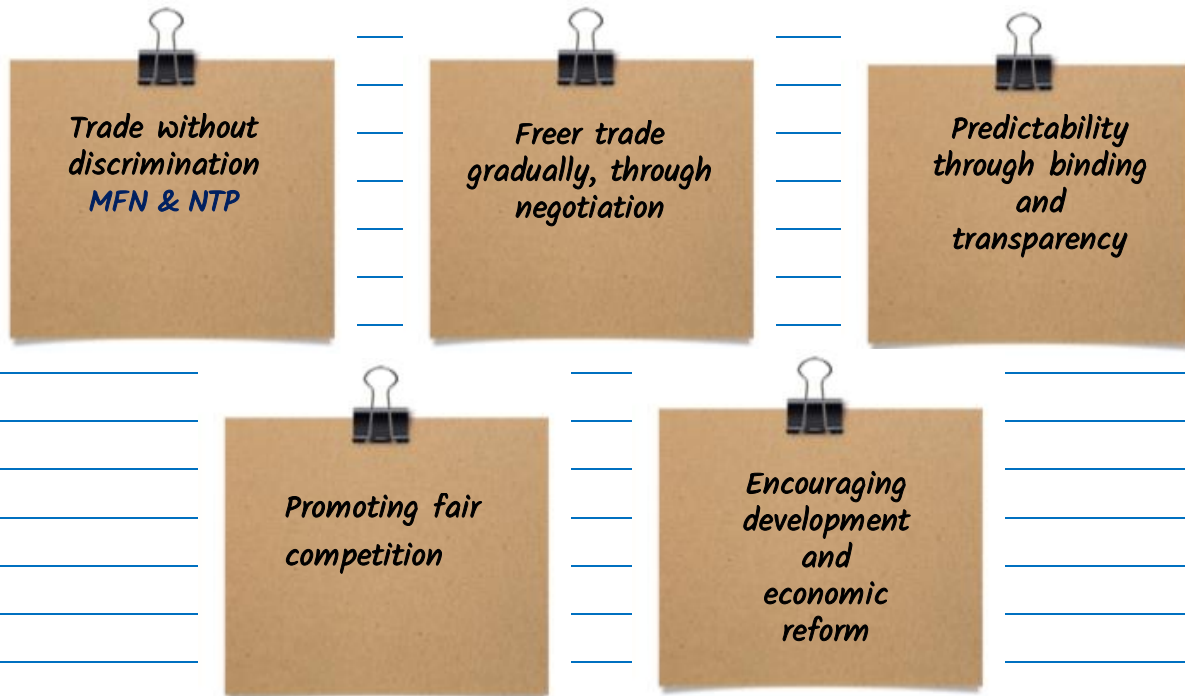 Trade without
discrimination
MFN & NTP
Freer trade
gradually, through
negotiation
Predictability
through binding
and
transparency
Promoting fair
competition
Encouraging
development
and
economic
reform